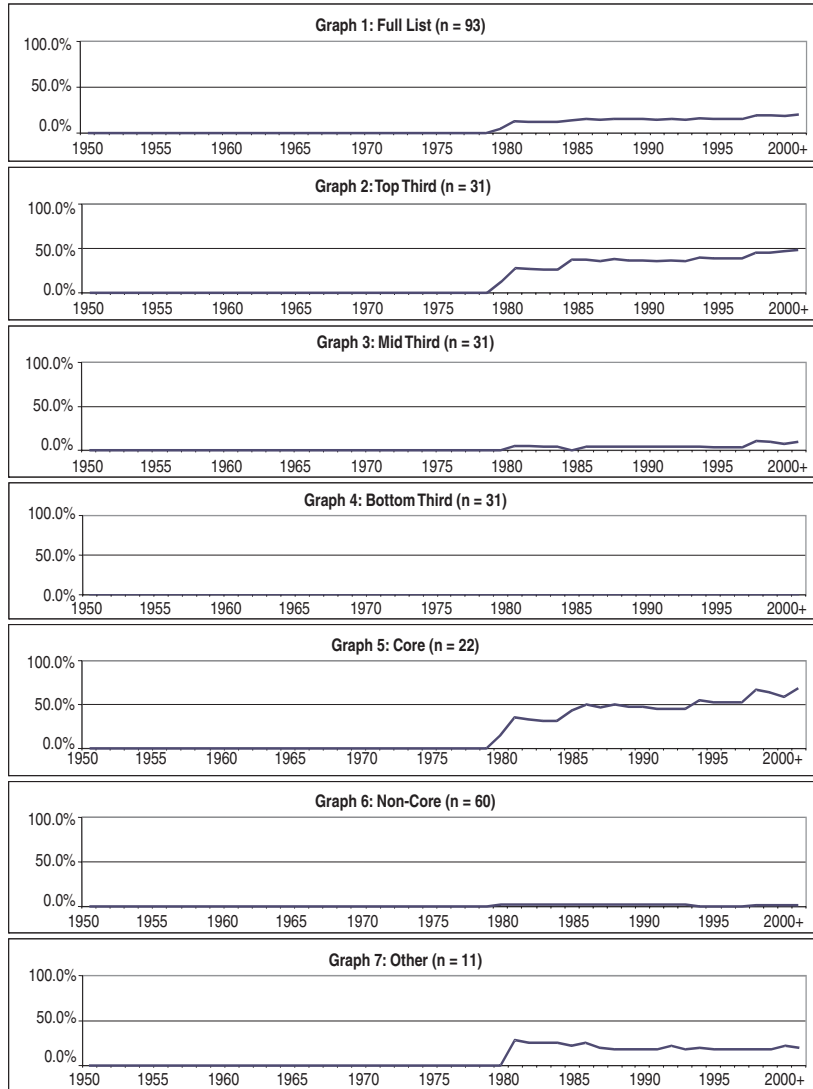 Graph 1: Full List (n = 93)
100.0%
50.0%
0.0%
1950 1955 1960 1965 1970 1975 1980 1985 1990 1995 2000+
Graph 2: Top Third (n = 31)
100.0%
50.0%
0.0%
1950 1955 1960 1965 1970 1975 1980 1985 1990 1995 2000+
Graph 3: Mid Third (n = 31)
100.0%
50.0%
0.0%
1950 1955 1960 1965 1970 1975 1980 1985 1990 1995 2000+
Graph 4: Bottom Third (n = 31)
100.0%
50.0%
0.0%
1950 1955 1960 1965 1970 1975 1980 1985 1990 1995 2000+
Graph 5: Core (n = 22)
100.0%
50.0%
0.0%
1950 1955 1960 1965 1970 1975 1980 1985 1990 1995 2000+
Graph 6: Non-Core (n = 60)
100.0%
50.0%
0.0%
1950 1955 1960 1965 1970 1975 1980 1985 1990 1995 2000+
Graph 7: Other (n = 11)
100.0%
50.0%
0.0%
1950 1955 1960 1965 1970 1975 1980 1985 1990 1995 2000+